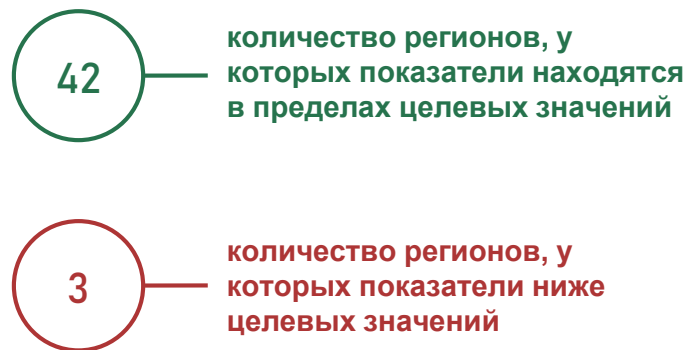 42
количество регионов, у
которых показатели находятся
в пределах целевых значений
3
количество регионов, у
которых показатели ниже
целевых значений